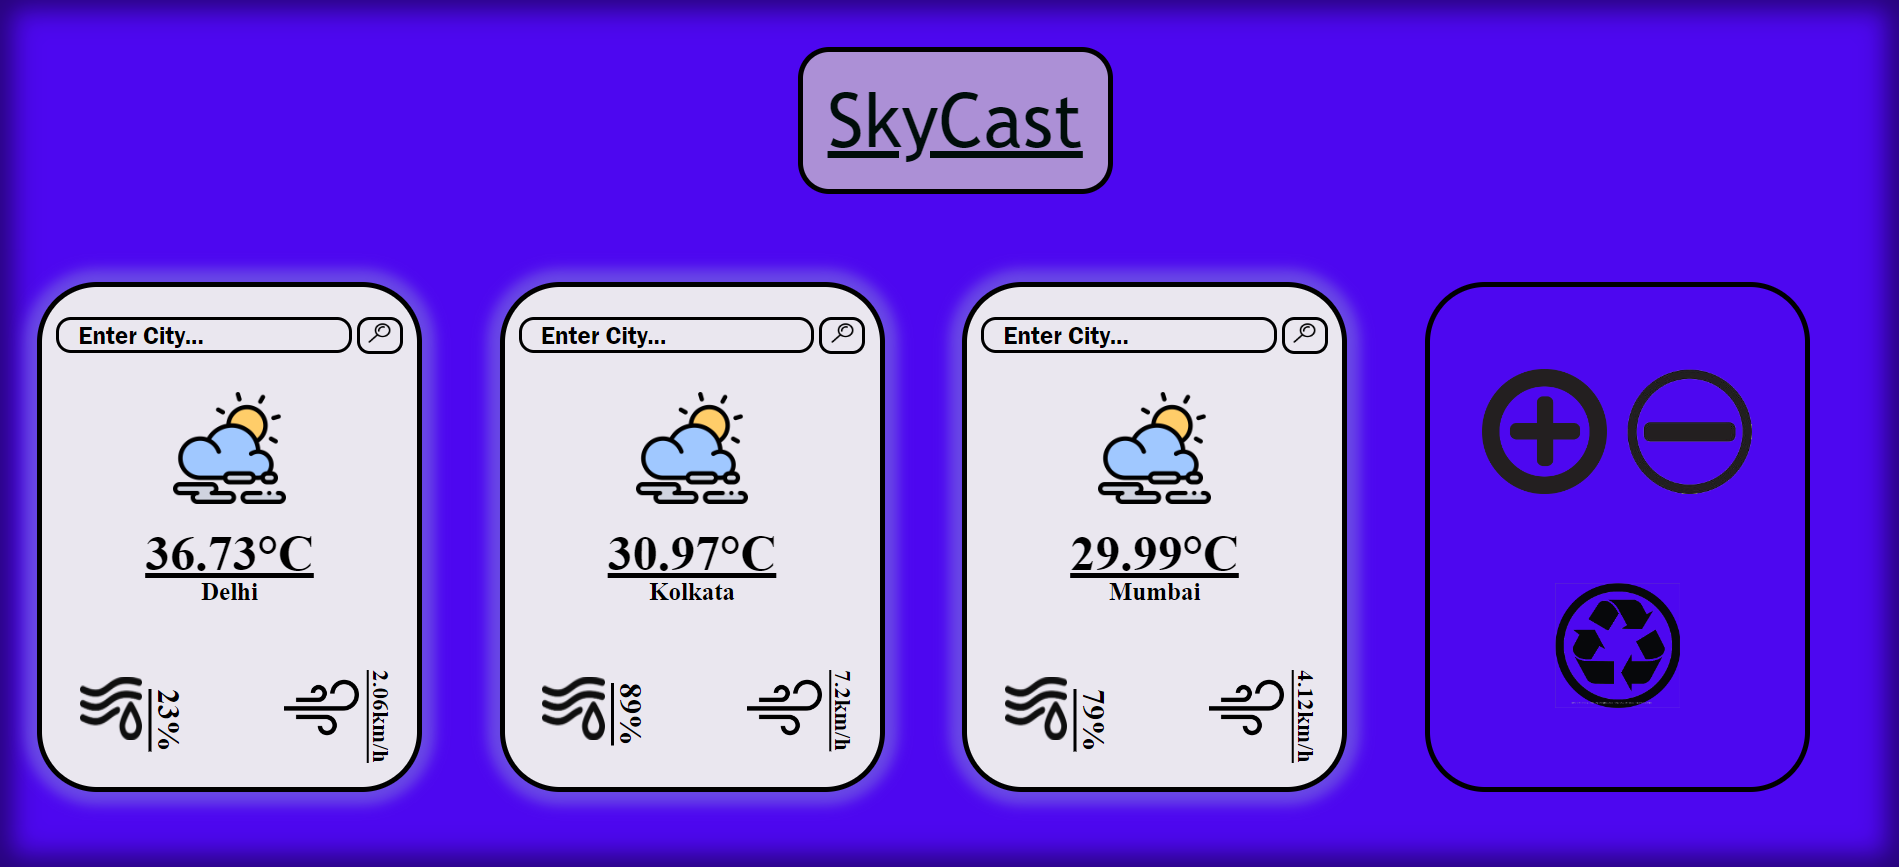 SkyCast
Enter City...
36.73°C
Delhi
23%
2.06km/h
Enter City...
30.97°C
Kolkata
89%
7.2km/h
Enter City...
29.99°C
Mumbai
79%
4.12km/h